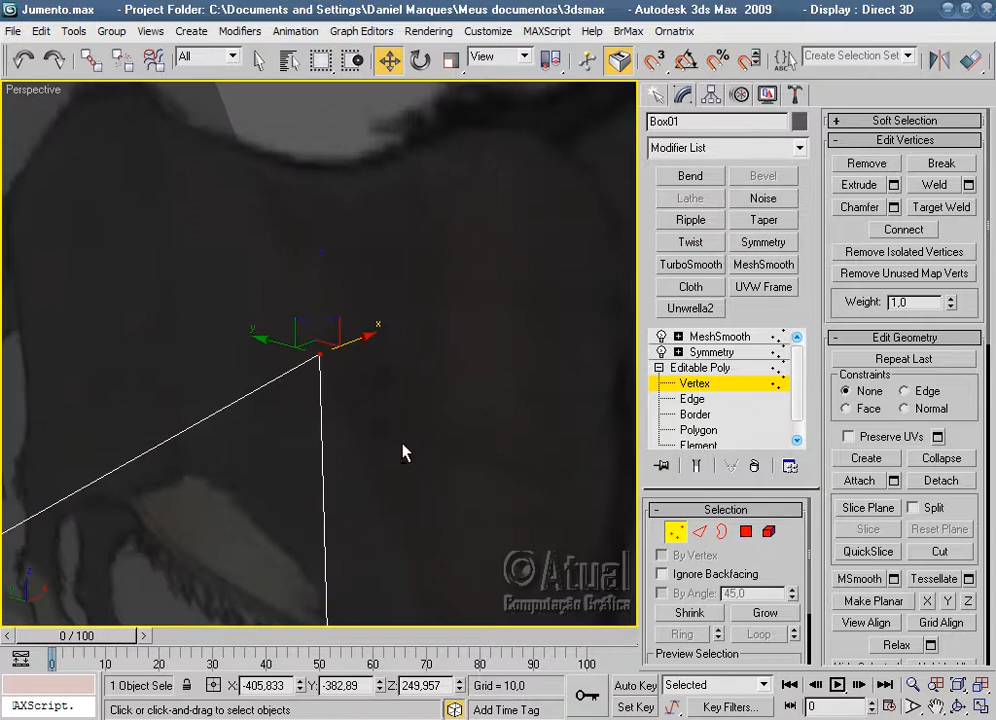 Jumento.max - Project Folder: C:\Documents and Settings\Daniel Marques\Meus documentos\3dsmax - Autodesk 3ds Max 2009 - Display : Direct 3D
File Edit Tools Group Views Create Modifiers Animation Graph Editors Rendering Customize MAXScript Help BrMax Ornatrix
All View Create Selection Set
Perspective
Box01
Modifier List
Bend Bevel
Lathe Noise
Ripple Taper
Twist Symmetry
TurboSmooth MeshSmooth
Cloth UVW Frame
Unwrella2
MeshSmooth
Symmetry
Editable Poly
Vertex
Edge
Border
Polygon
Element
Selection
By Vertex
Ignore Backfacing
By Angle: 45,0
Shrink Grow
Ring Loop
Preview Selection
Soft Selection
Edit Vertices
Remove Break
Extrude Weld
Chamfer Target Weld
Connect
Remove Isolated Vertices
Remove Unused Map Verts
Weight: 1,0
Edit Geometry
Repeat Last
Constraints
None Edge
Face Normal
Preserve UVs
Create Collapse
Attach Detach
Slice Plane Split
Slice Reset Plane
QuickSlice Cut
MSmooth Tessellate
Make Planar X Y Z
View Align Grid Align
Relax
y x z
©Atual
Computação Gráfica
0 / 100
0 10 20 30 40 50 60 70 80 90 100
1 Object Sele X: -405,833 Y: -382,89 Z: 249,957 Grid = 10,0
Auto Key Selected
AXScript. Click or click-and-drag to select objects Add Time Tag
Set Key Key Filters... 0